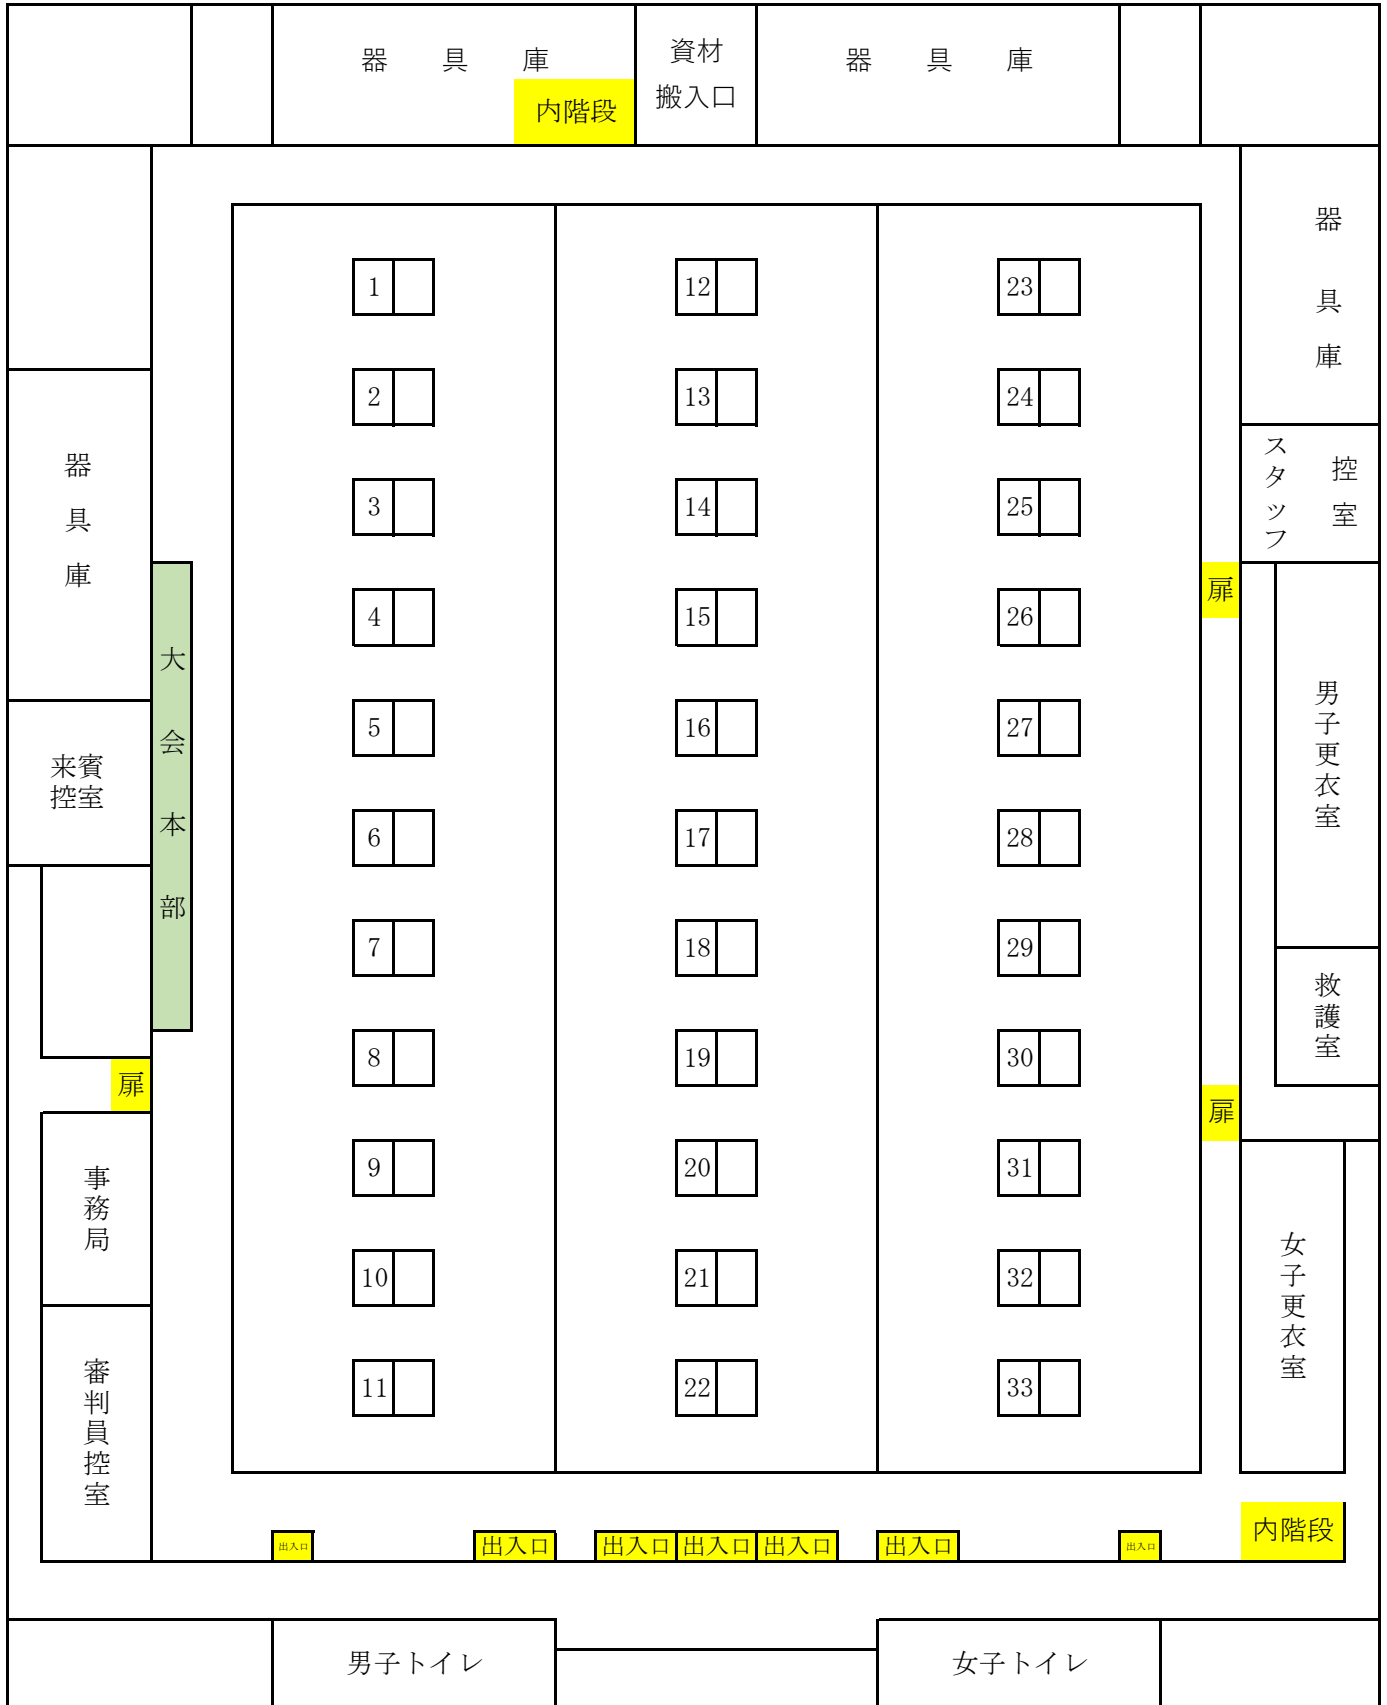 器具庫
資材
搬入口
器具庫
内階段
器具庫
1
12
23
2
13
24
器具庫
スタッフ
控室
3
14
25
扉
4
15
26
大会本部
男子更衣室
5
16
27
来賓
控室
6
17
28
7
18
29
救護室
8
19
30
扉
扉
9
20
31
事務局
10
21
32
女子更衣室
11
22
33
審判員控室
内階段
出入口
出入口
出入口
出入口
出入口
出入口
出入口
男子トイレ
女子トイレ